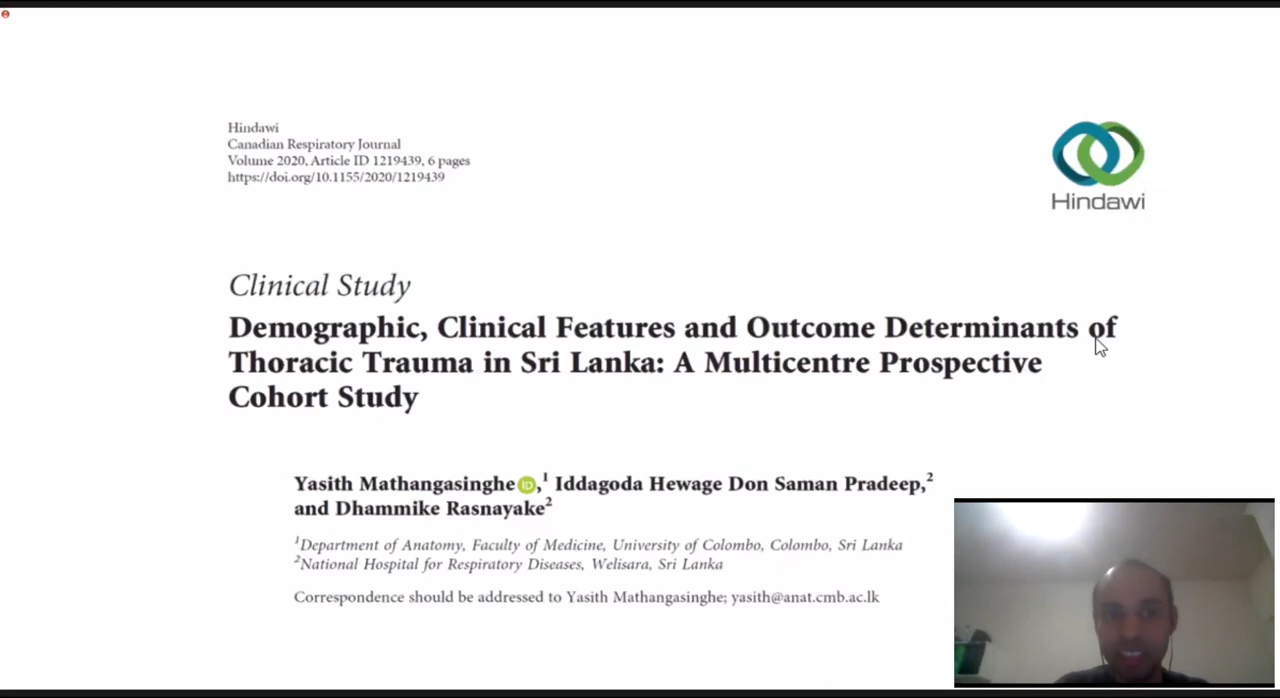 Hindawi
Canadian Respiratory Journal
Volume 2020, Article ID 1219439, 6 pages
https://doi.org/10.1155/2020/1219439
Hindawi
Clinical Study
Demographic, Clinical Features and Outcome Determinants of
Thoracic Trauma in Sri Lanka: A Multicentre Prospective
Cohort Study
Yasith Mathangasinghe iD,1 Iddagoda Hewage Don Saman Pradeep,2
and Dhammike Rasnayake2
1Department of Anatomy, Faculty of Medicine, University of Colombo, Colombo, Sri Lanka
2National Hospital for Respiratory Diseases, Welisara, Sri Lanka
Correspondence should be addressed to Yasith Mathangasinghe; yasith@anat.cmb.ac.lk